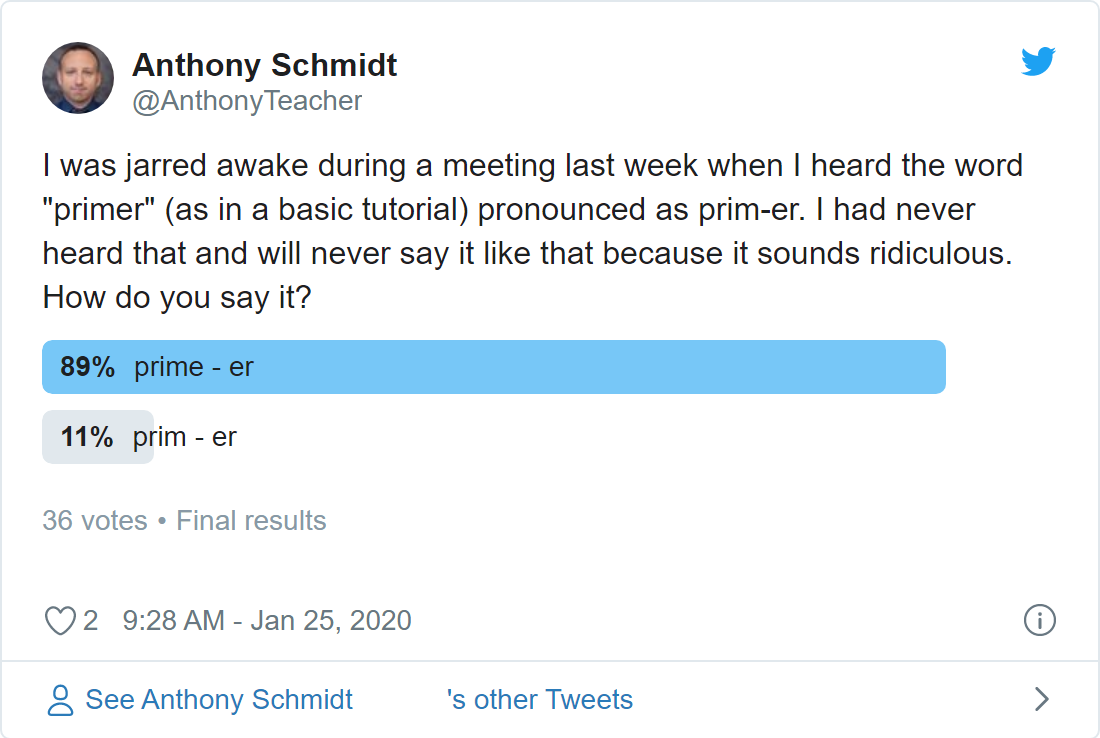 Anthony Schmidt
@AnthonyTeacher
I was jarred awake during a meeting last week when I heard the word
"primer" (as in a basic tutorial) pronounced as prim-er. I had never
heard that and will never say it like that because it sounds ridiculous.
How do you say it?
89% prime - er
11% prim - er
36 votes • Final results
2 9:28 AM - Jan 25, 2020
See Anthony Schmidt 's other Tweets